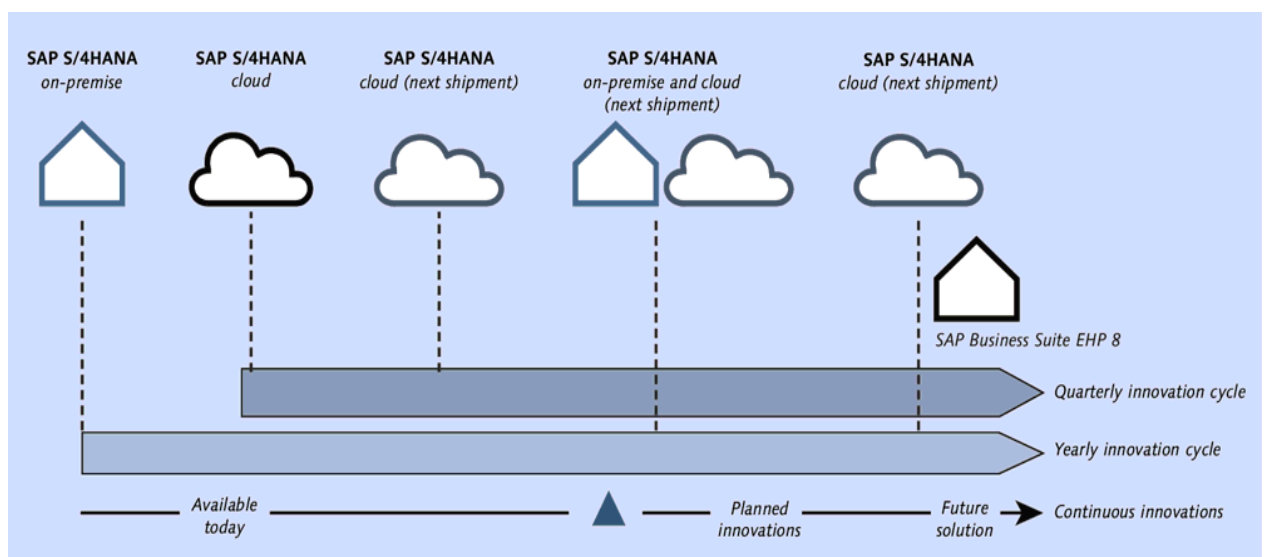 SAP S/4HANA
on-premise
SAP S/4HANA
cloud
SAP S/4HANA
cloud (next shipment)
SAP S/4HANA
on-premise and cloud
(next shipment)
SAP S/4HANA
cloud (next shipment)
SAP Business Suite EHP 8
Quarterly innovation cycle
Yearly innovation cycle
Available
today
Planned
innovations
Future
solution
Continuous innovations